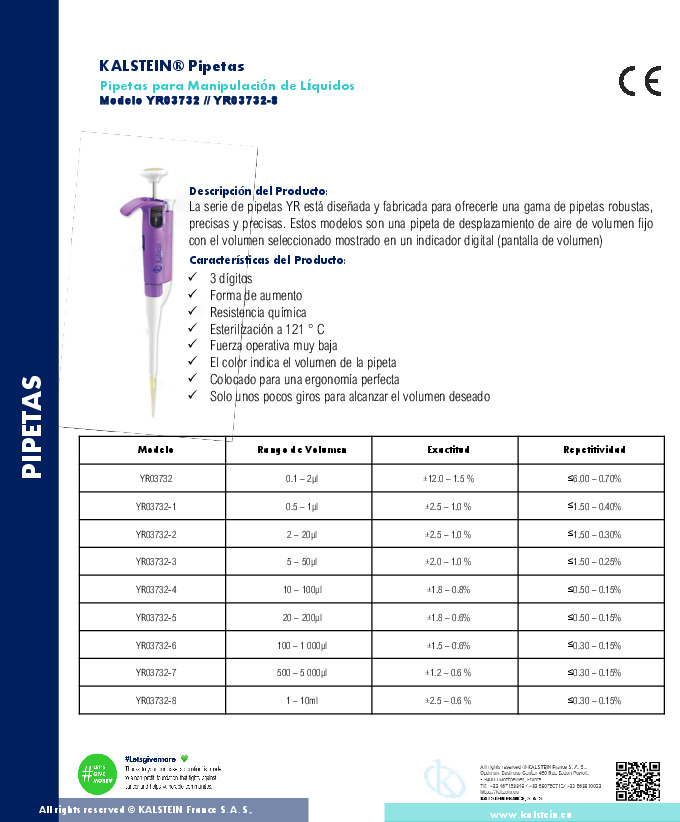 KALSTEIN® Pipetas
Pipetas para Manipulación de Líquidos
Modelo YR03732 // YR03732-8
CE
Descripción del Producto:
La serie de pipetas YR está diseñada y fabricada para ofrecerle una gama de pipetas robustas,
precisas y precisas. Estos modelos son una pipeta de desplazamiento de aire de volumen fijo
con el volumen seleccionado mostrado en un indicador digital (pantalla de volumen)
Características del Producto:
✓ 3 dígitos
✓ Forma de aumento
✓ Resistencia química
✓ Esterilización a 121 ° C
✓ Fuerza operativa muy baja
✓ El color indica el volumen de la pipeta
✓ Colocado para una ergonomía perfecta
✓ Solo unos pocos giros para alcanzar el volumen deseado
PIPETAS
Modelo Rango de Volumen Exactitud Repetitividad
YR03732 0.1 – 2µl ±12.0 – 1.5 % ≤6.00 – 0.70%
YR03732-1 0.5 – 1µl ±2.5 – 1.0 % ≤1.50 – 0.40%
YR03732-2 2 – 20µl ±2.5 – 1.0 % ≤1.50 – 0.30%
YR03732-3 5 – 50µl ±2.0 – 1.0 % ≤1.50 – 0.25%
YR03732-4 10 – 100µl ±1.8 – 0.8% ≤0.50 – 0.15%
YR03732-5 20 – 200µl ±1.8 – 0.6% ≤0.50 – 0.15%
YR03732-6 100 – 1 000µl ±1.5 – 0.6% ≤0.30 – 0.15%
YR03732-7 500 – 5 000µl ±1.2 – 0.6 % ≤0.30 – 0.15%
YR03732-8 1 – 10ml ±2.5 – 0.6 % ≤0.30 – 0.15%
#LET'S GIVE MORE
#Letsgivemore
All rights reserved © KALSTEIN France S. A. S.,
KALSTEIN FRANCE, S. A. S
All rights reserved © KALSTEIN France S. A. S.,